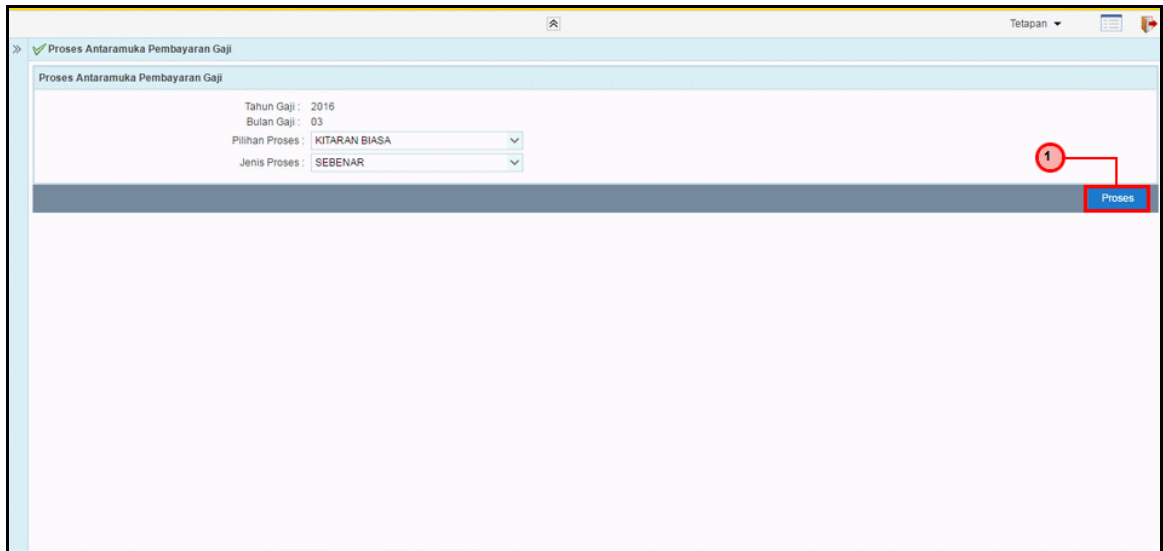 Tetapan
Proses Antaramuka Pembayaran Gaji
Proses Antaramuka Pembayaran Gaji
Tahun Gaji : 2016
Bulan Gaji : 03
Pilihan Proses : KITARAN BIASA
Jenis Proses : SEBENAR
1
Proses